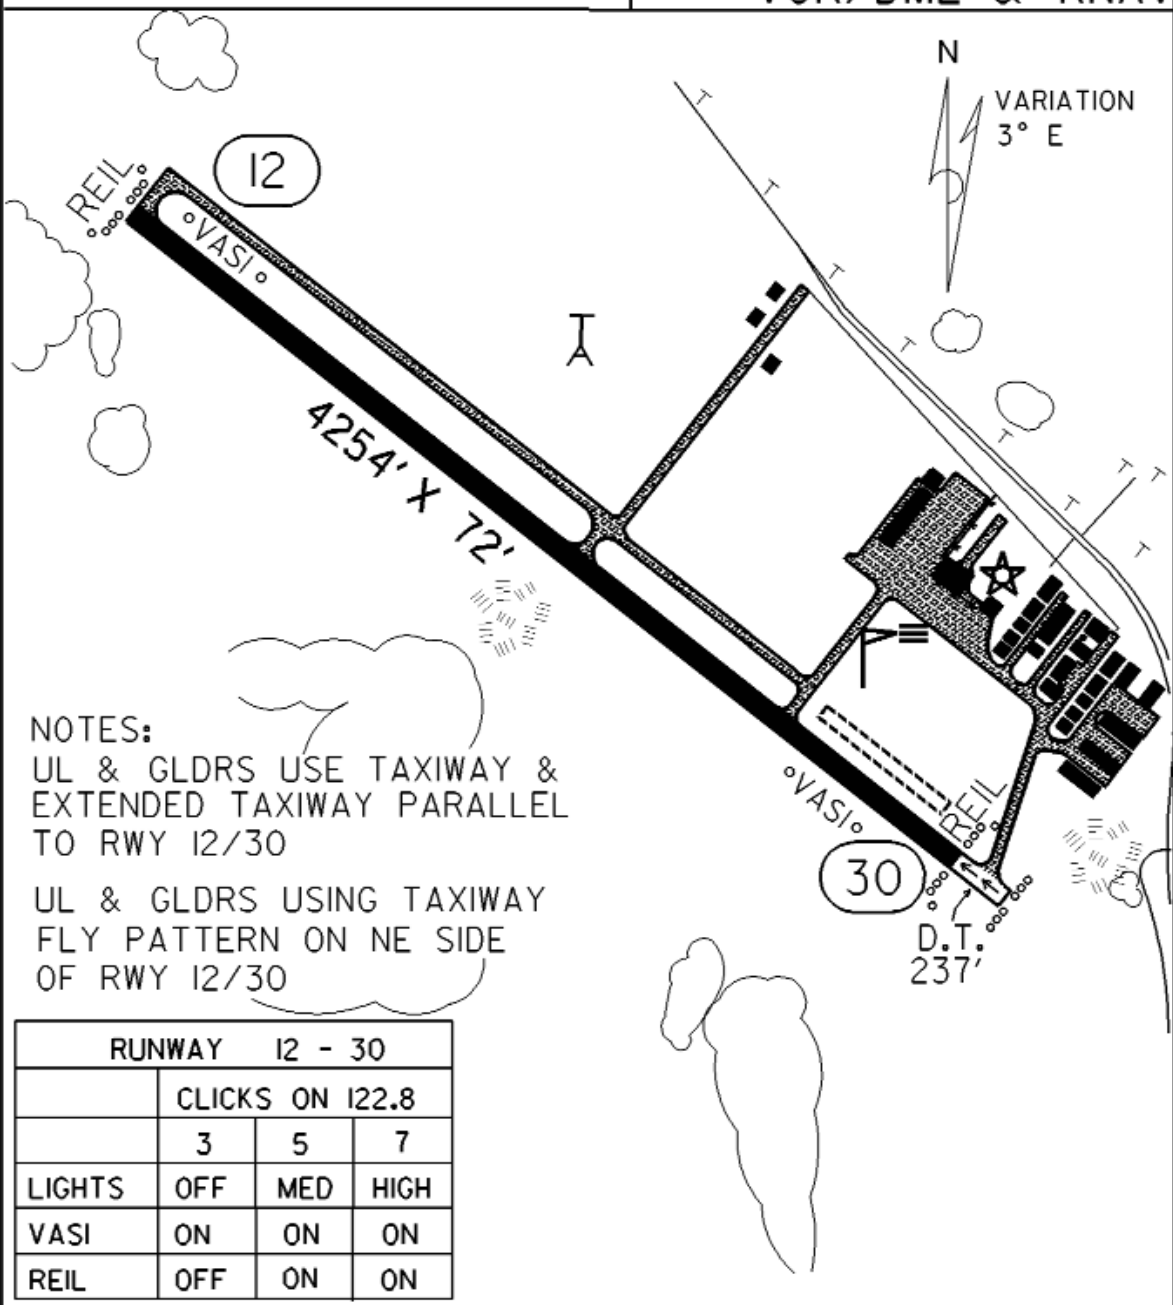 VOR/DME & RNAV
N
VARIATION
3° E
12
REIL
VASI
4254' X 72'
NOTES:
UL & GLDRS USE TAXIWAY &
EXTENDED TAXIWAY PARALLEL
TO RWY 12/30
UL & GLDRS USING TAXIWAY
FLY PATTERN ON NE SIDE
OF RWY 12/30
VASI
REIL
30
D.T.
237'
RUNWAY 12 - 30
CLICKS ON 122.8
3 5 7
LIGHTS OFF MED HIGH
VASI ON ON ON
REIL OFF ON ON